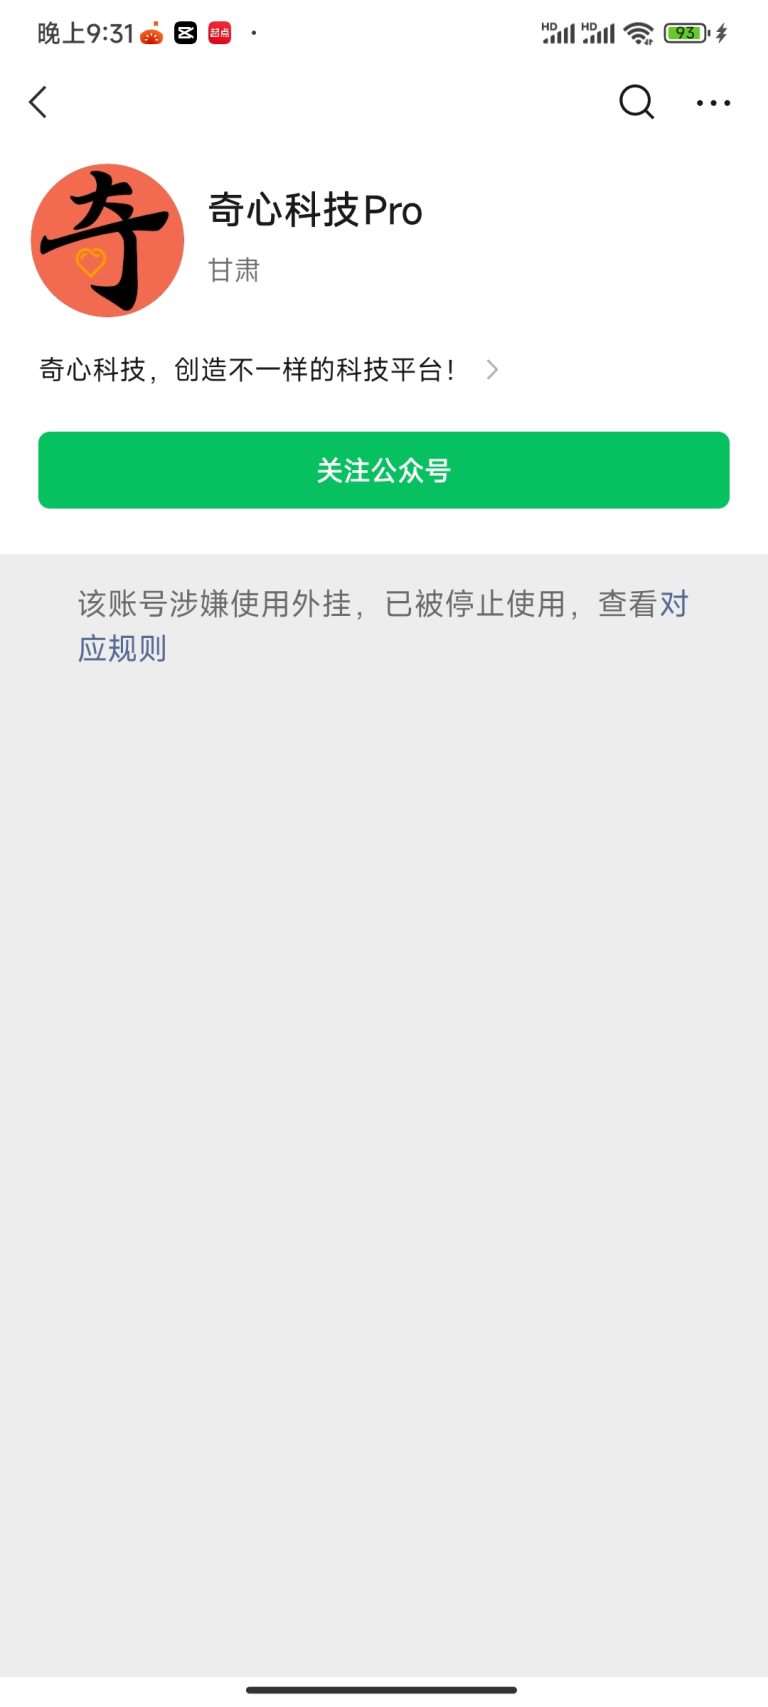 晚上9:31 起点
HD HD 93
奇
奇心科技Pro
甘肃
奇心科技，创造不一样的科技平台！
关注公众号
该账号涉嫌使用外挂，已被停止使用，查看对
应规则